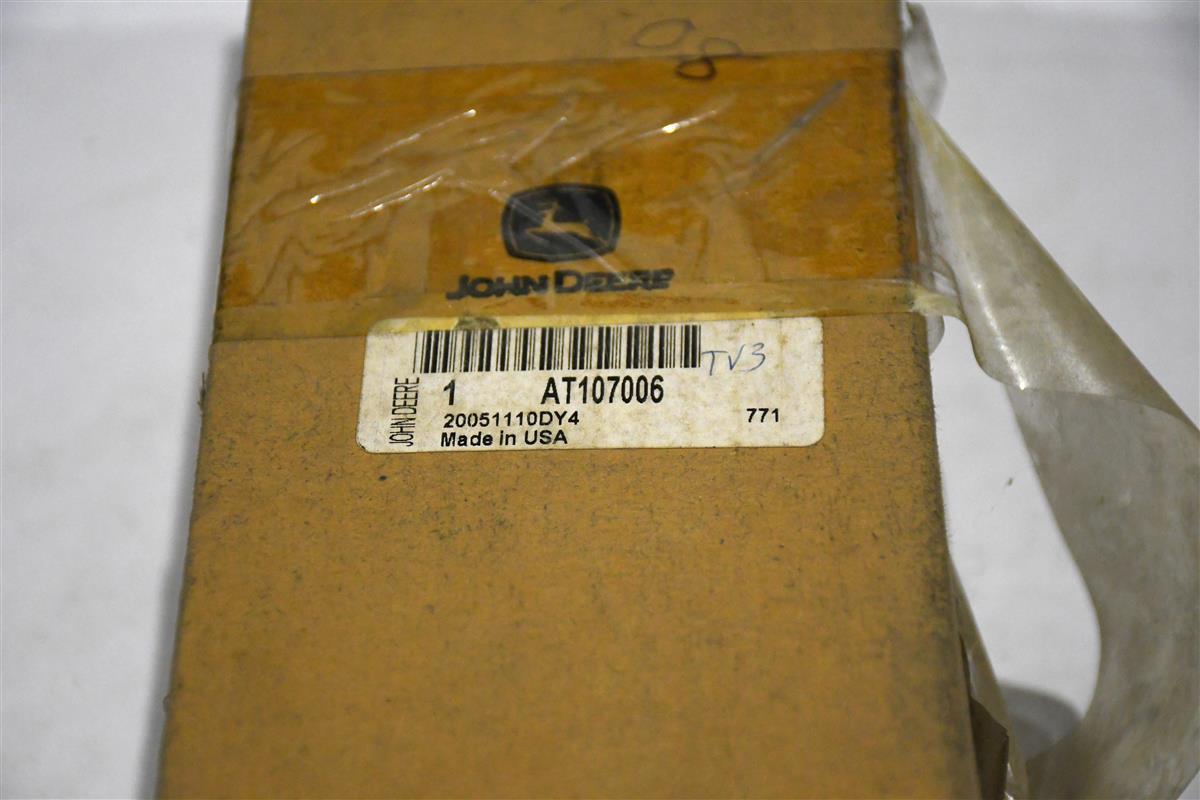 08
JOHN DEERE
TV3
JOHN DEERE
1 AT107006
20051110DY4 771
Made in USA